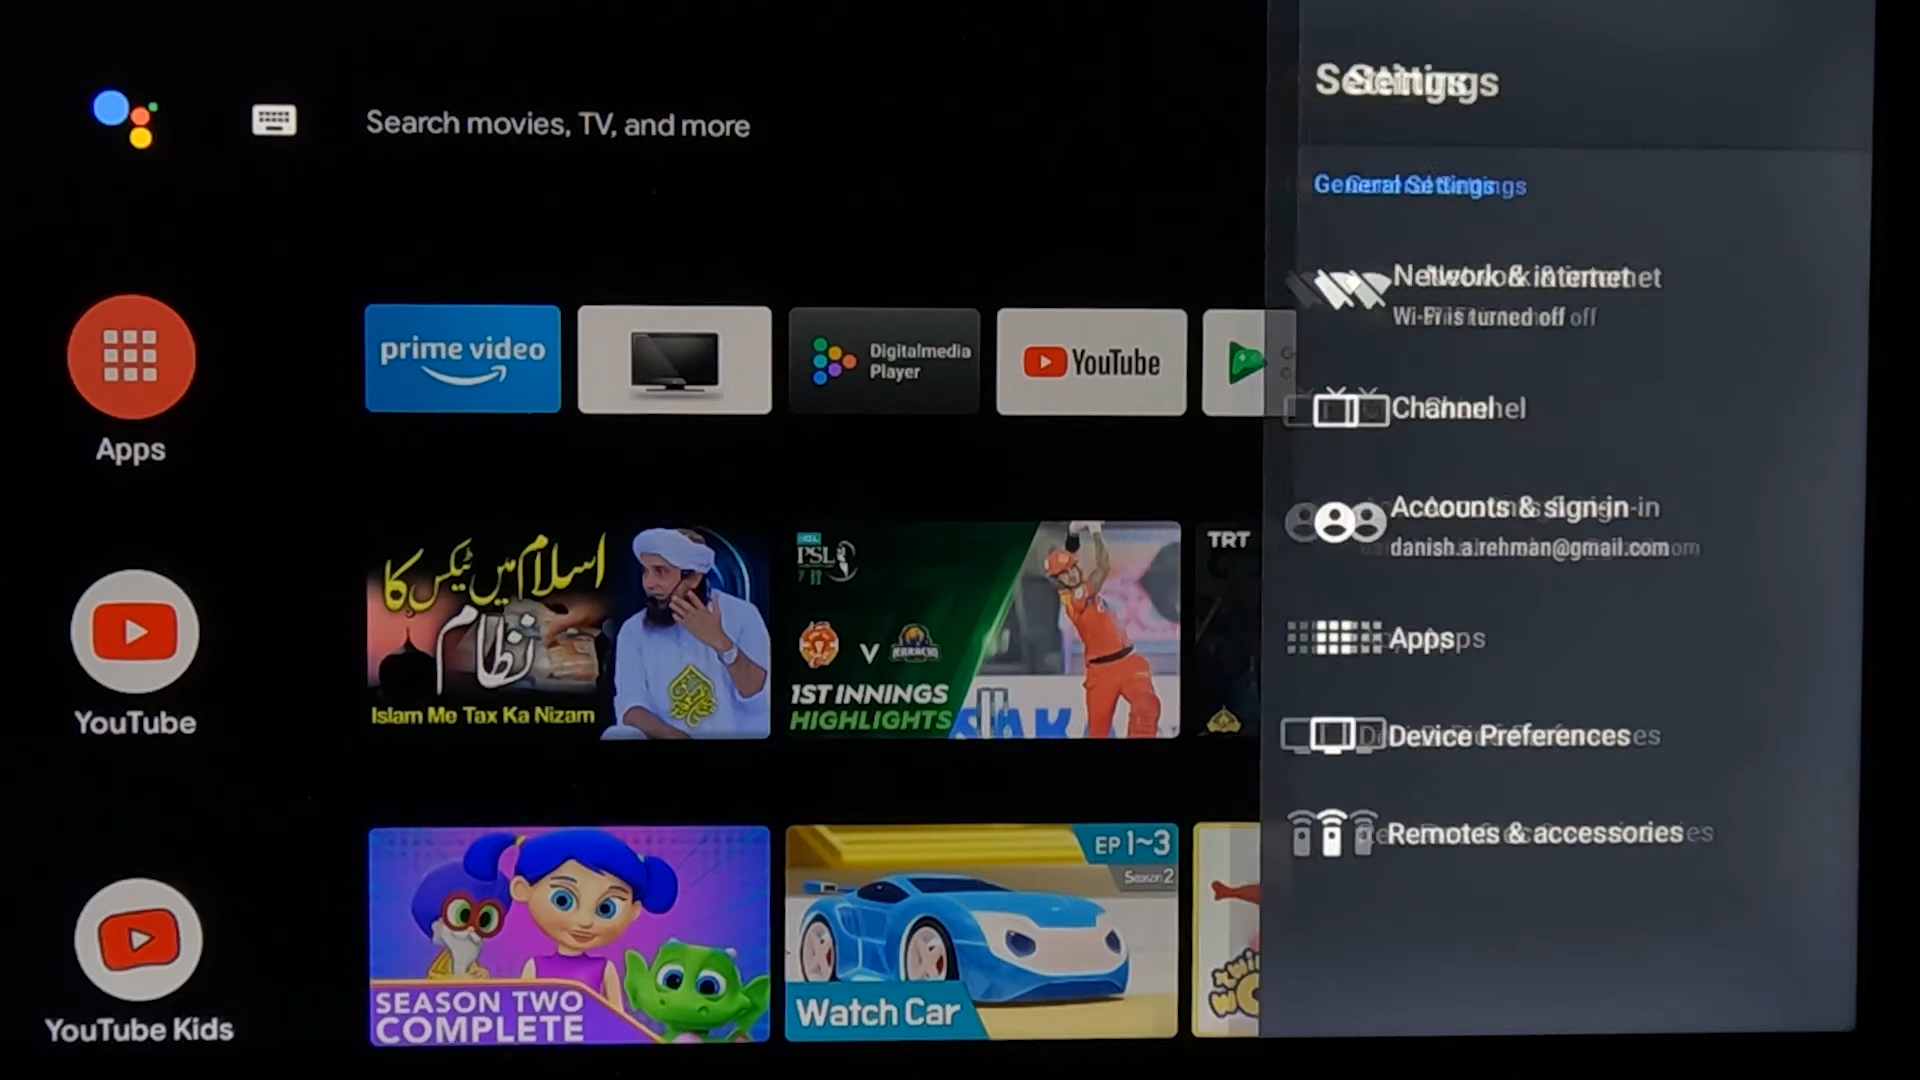 Search movies, TV, and more
Apps
YouTube
YouTube Kids
prime video
Digitalmedia
Player
YouTube
اسلام میں ٹیکس کا
نظام
Islam Me Tax Ka Nizam
HBL
PSL
7
V
KARACHI
1ST INNINGS
HIGHLIGHTS
TRT
SEASON TWO
COMPLETE
EP 1~3
Season 2
Watch Car
Settings
General Settings
Network & internet
Wi-Fi is turned off
Channel
Accounts & sign-in
danish.a.rehman@gmail.com
Apps
Device Preferences
Remotes & accessories